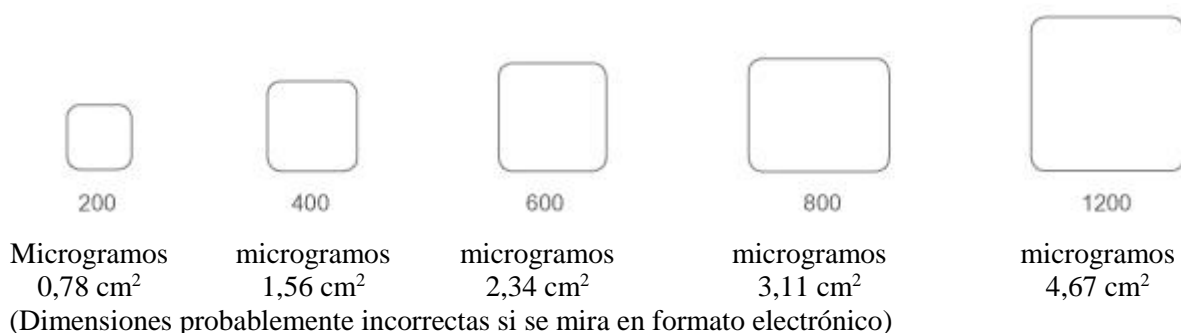 200 400 600 800 1200
Microgramos microgramos microgramos microgramos microgramos
0,78 cm² 1,56 cm² 2,34 cm² 3,11 cm² 4,67 cm²
(Dimensiones probablemente incorrectas si se mira en formato electrónico)